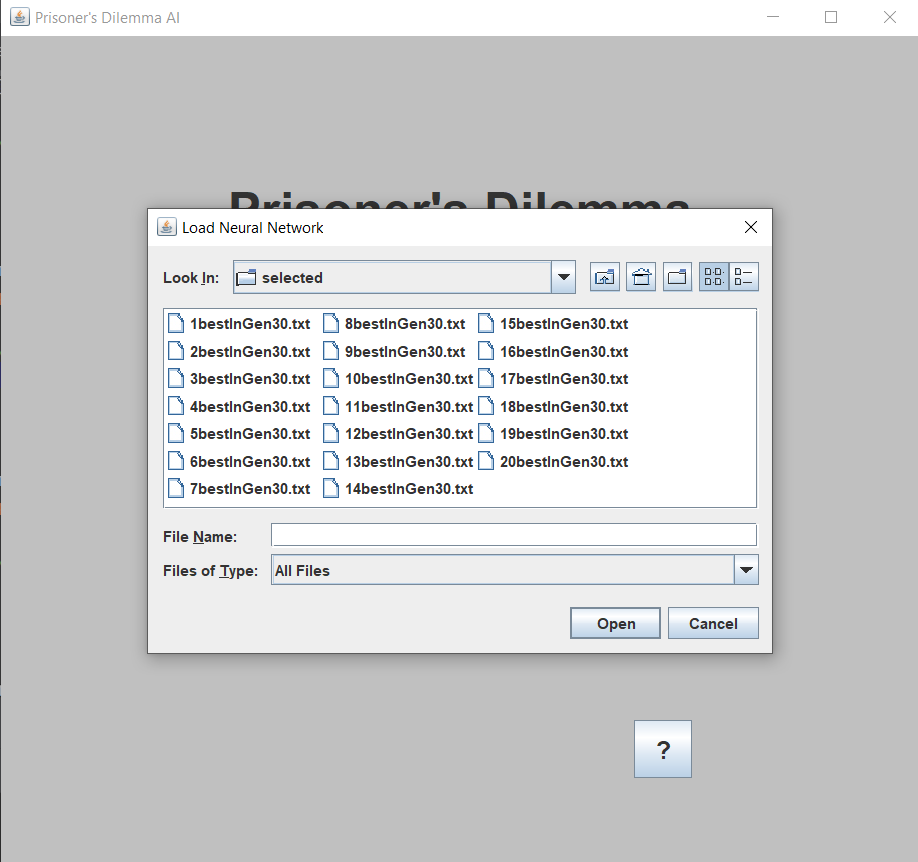 Prisoner's Dilemma AI
Prisoner's Dilemma
Load Neural Network
Look In: selected
1bestInGen30.txt 8bestInGen30.txt 15bestInGen30.txt
2bestInGen30.txt 9bestInGen30.txt 16bestInGen30.txt
3bestInGen30.txt 10bestInGen30.txt 17bestInGen30.txt
4bestInGen30.txt 11bestInGen30.txt 18bestInGen30.txt
5bestInGen30.txt 12bestInGen30.txt 19bestInGen30.txt
6bestInGen30.txt 13bestInGen30.txt 20bestInGen30.txt
7bestInGen30.txt 14bestInGen30.txt
File Name:
Files of Type: All Files
Open Cancel
?